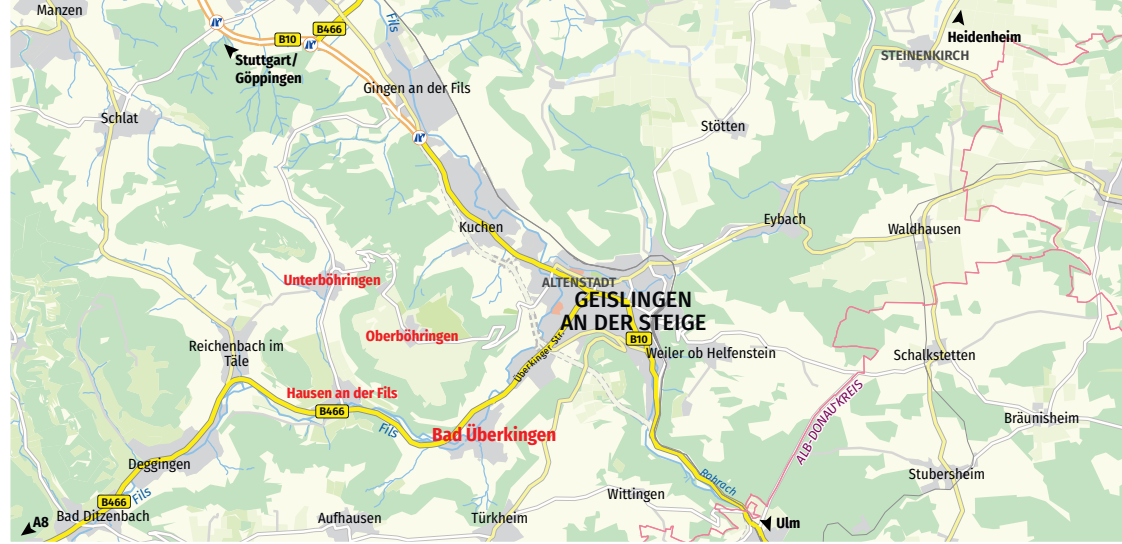 Manzen
B466
Fils
B10
Heidenheim
Stuttgart/
Göppingen
STEINENKIRCH
Gingen an der Fils
Schlat
Stötten
Eybach
Kuchen
Waldhausen
Unterböhringen
ALTENSTADT
GEISLINGEN
AN DER STEIGE
Oberböhringen
B10
Reichenbach im
Täle
Überkinger Str.
Weiler ob Helfenstein
Schalkstetten
Hausen an der Fils
B466
ALB-DONAU-KREIS
Bräunisheim
Fils
Bad Überkingen
Deggingen
Rohrach
Stubersheim
B466
Fils
Wittingen
Bad Ditzenbach
A8
Aufhausen
Türkheim
Ulm